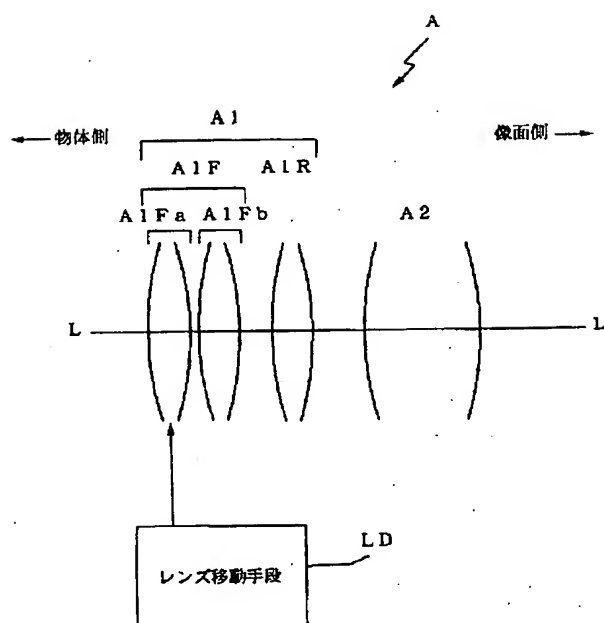 A
← 物体側
A1
像面側 →
A1F A1R
A1Fa A1Fb A2
L L
LD
レンズ移動手段